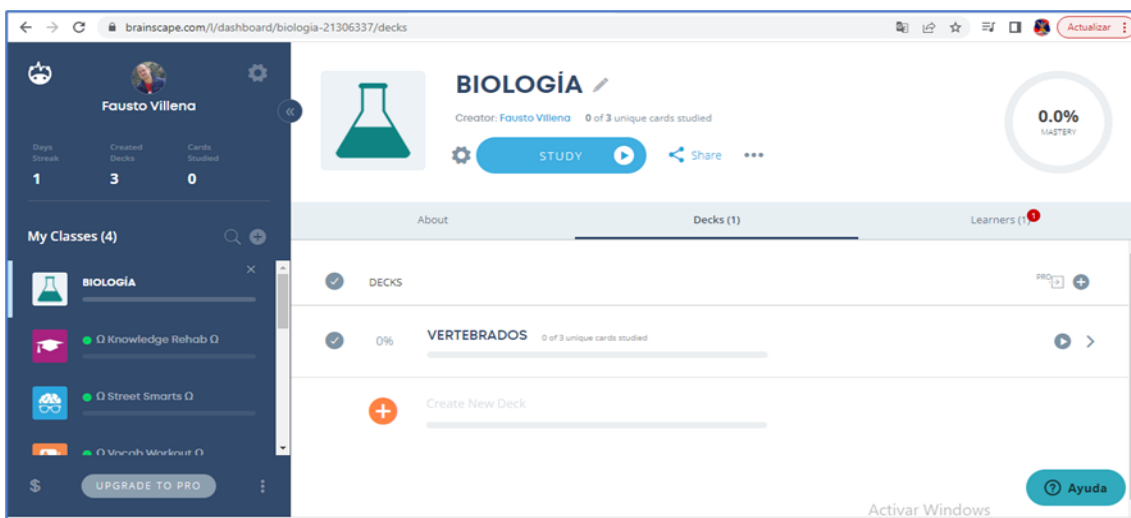 brainscape.com/l/dashboard/biologia-21306337/decks
Actualizar
Fausto Villena
Days Streak
Created Decks
Cards Studied
1
3
0
My Classes (4)
BIOLOGÍA
Ω Knowledge Rehab Ω
Ω Street Smarts Ω
Ω Vocab Workout Ω
$
UPGRADE TO PRO
BIOLOGÍA
Creator: Fausto Villena 0 of 3 unique cards studied
STUDY
Share
0.0%
MASTERY
About
Decks (1)
Learners (1)
1
DECKS
PRO
0%
VERTEBRADOS 0 of 3 unique cards studied
Create New Deck
Ayuda
Activar Windows